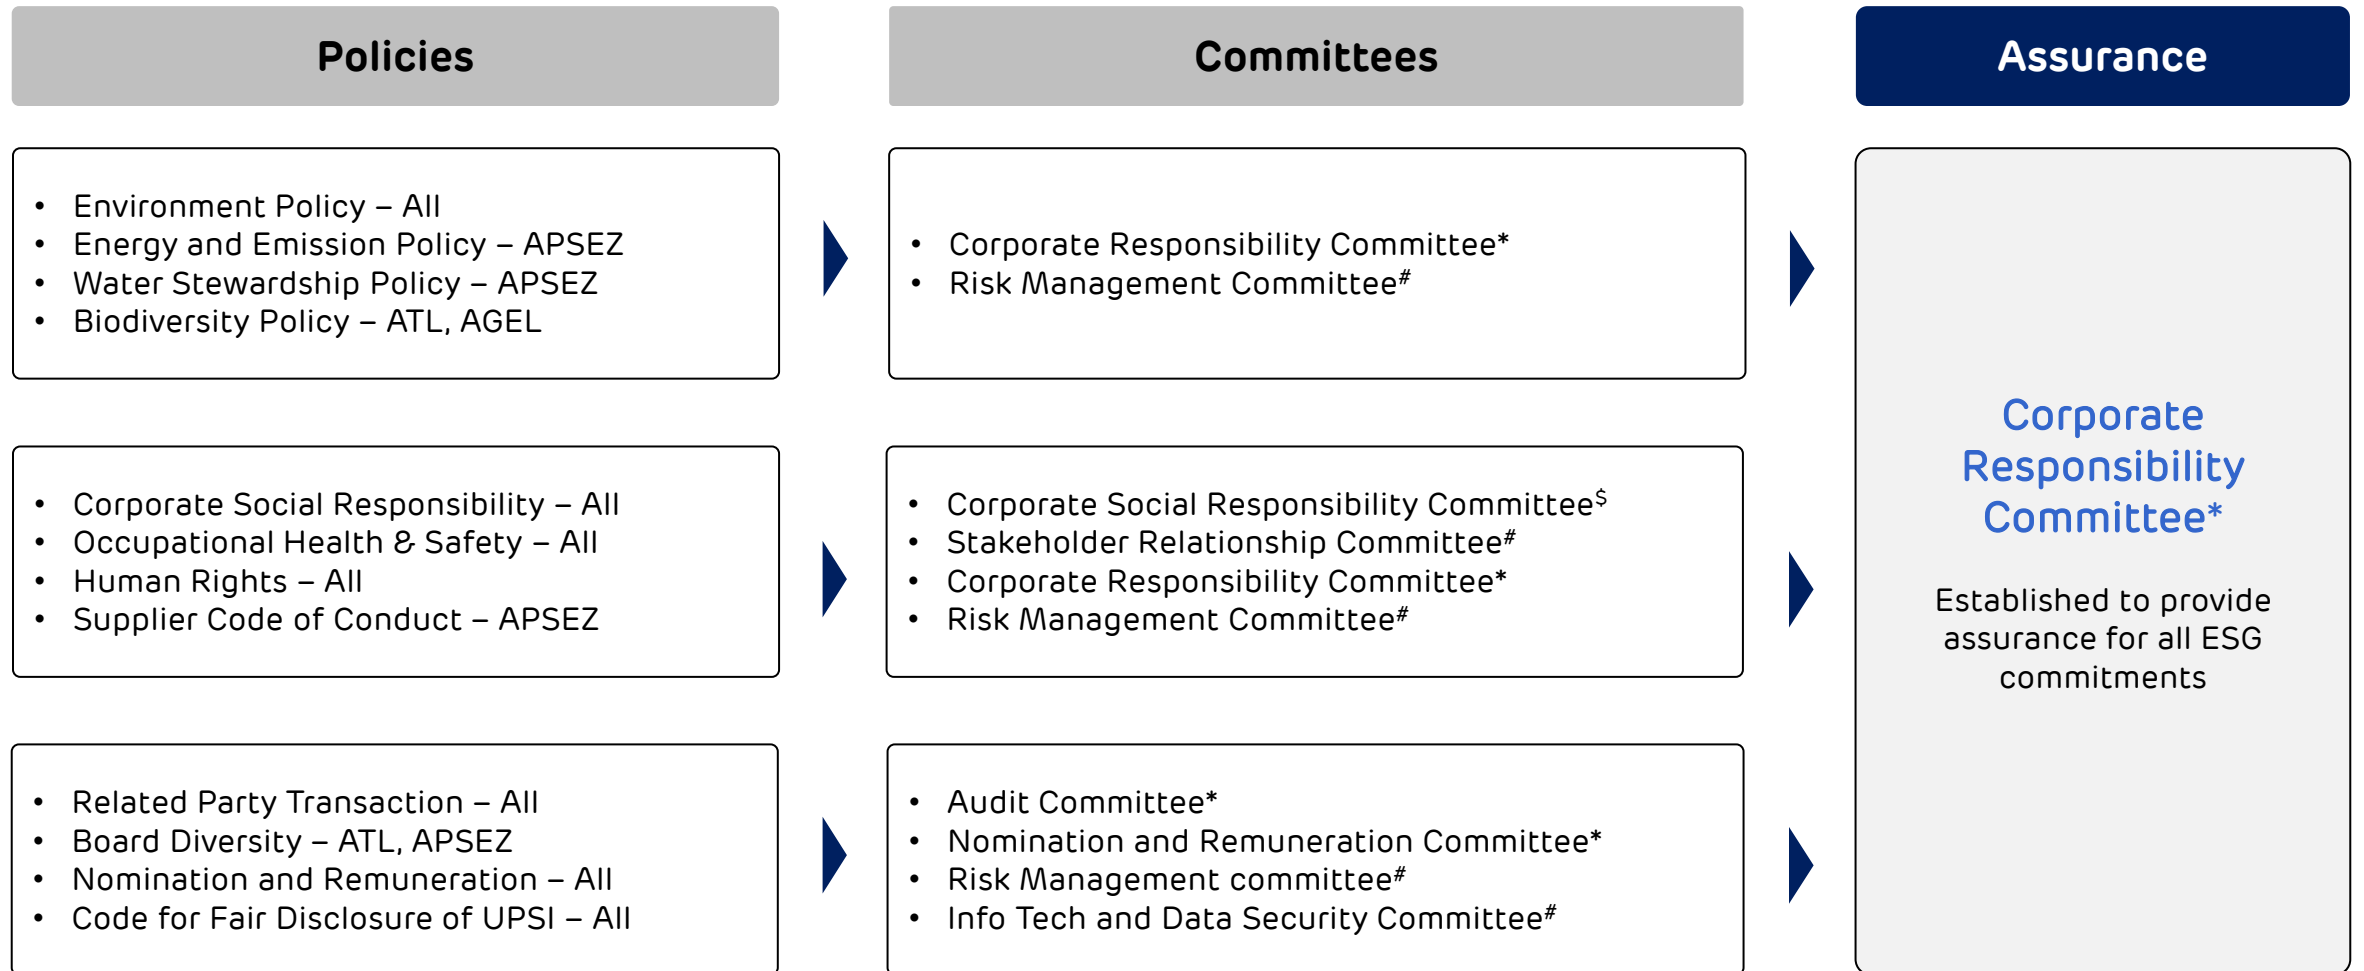 Policies
Committees
Assurance
• Environment Policy – All
• Energy and Emission Policy – APSEZ
• Water Stewardship Policy – APSEZ
• Biodiversity Policy – ATL, AGEL
• Corporate Responsibility Committee*
• Risk Management Committee#
• Corporate Social Responsibility – All
• Occupational Health & Safety – All
• Human Rights – All
• Supplier Code of Conduct – APSEZ
• Corporate Social Responsibility Committee$
• Stakeholder Relationship Committee#
• Corporate Responsibility Committee*
• Risk Management Committee#
• Related Party Transaction – All
• Board Diversity – ATL, APSEZ
• Nomination and Remuneration – All
• Code for Fair Disclosure of UPSI – All
• Audit Committee*
• Nomination and Remuneration Committee*
• Risk Management committee#
• Info Tech and Data Security Committee#
Corporate
Responsibility
Committee*
Established to provide
assurance for all ESG
commitments